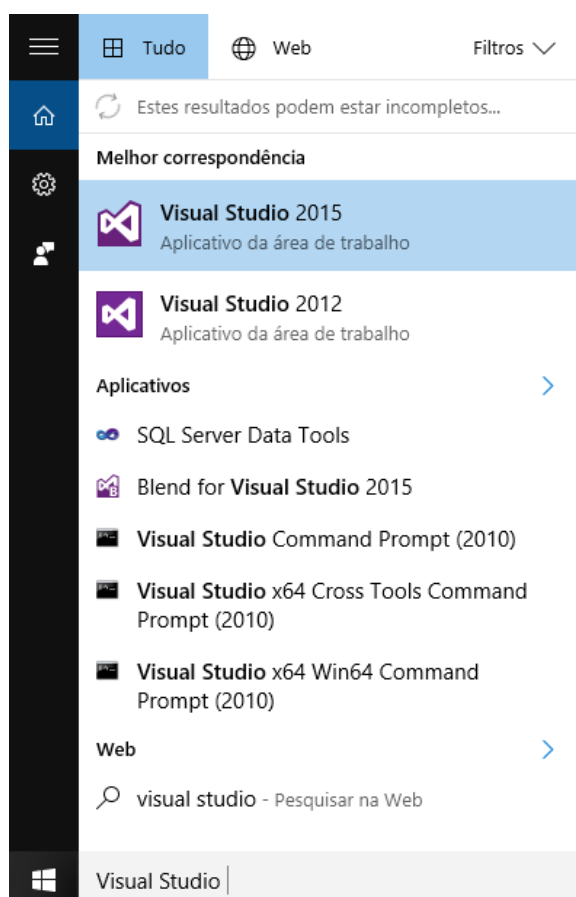 Tudo Web Filtros
Estes resultados podem estar incompletos...
Melhor correspondência
Visual Studio 2015
Aplicativo da área de trabalho
Visual Studio 2012
Aplicativo da área de trabalho
Aplicativos
SQL Server Data Tools
Blend for Visual Studio 2015
Visual Studio Command Prompt (2010)
Visual Studio x64 Cross Tools Command
Prompt (2010)
Visual Studio x64 Win64 Command
Prompt (2010)
Web
visual studio - Pesquisar na Web
Visual Studio